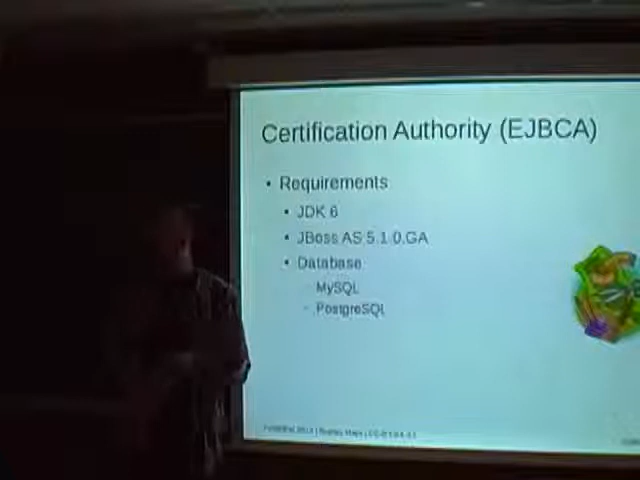 Certification Authority (EJBCA)
• Requirements
• JDK 6
• JBoss AS 5.1.0.GA
• Database
- MySQL
- PostgreSQL